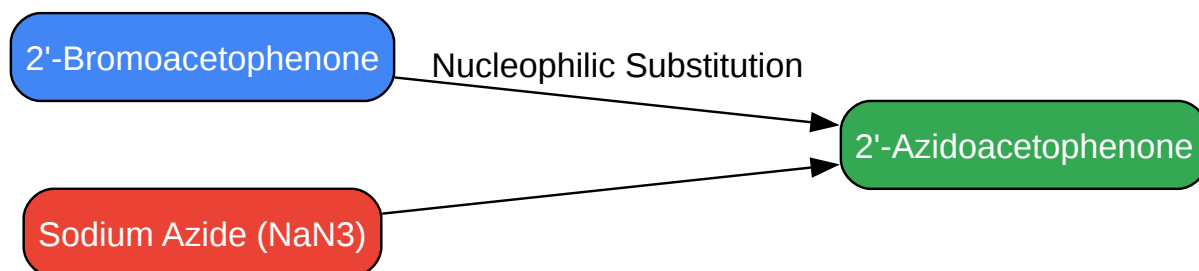 2'-Bromoacetophenone
Nucleophilic Substitution
2'-Azidoacetophenone
Sodium Azide (NaN3)